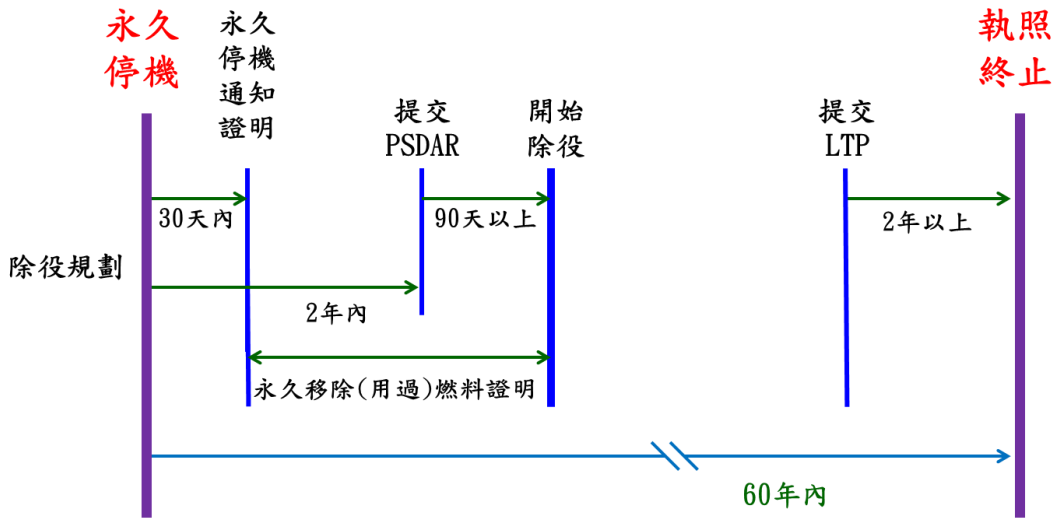 永久
停機
永久
停機
通知
證明
提交
PSDAR
開始
除役
提交
LTP
執照
終止
30天內
90天以上
2年以上
除役規劃
2年內
永久移除(用過)燃料證明
60年內